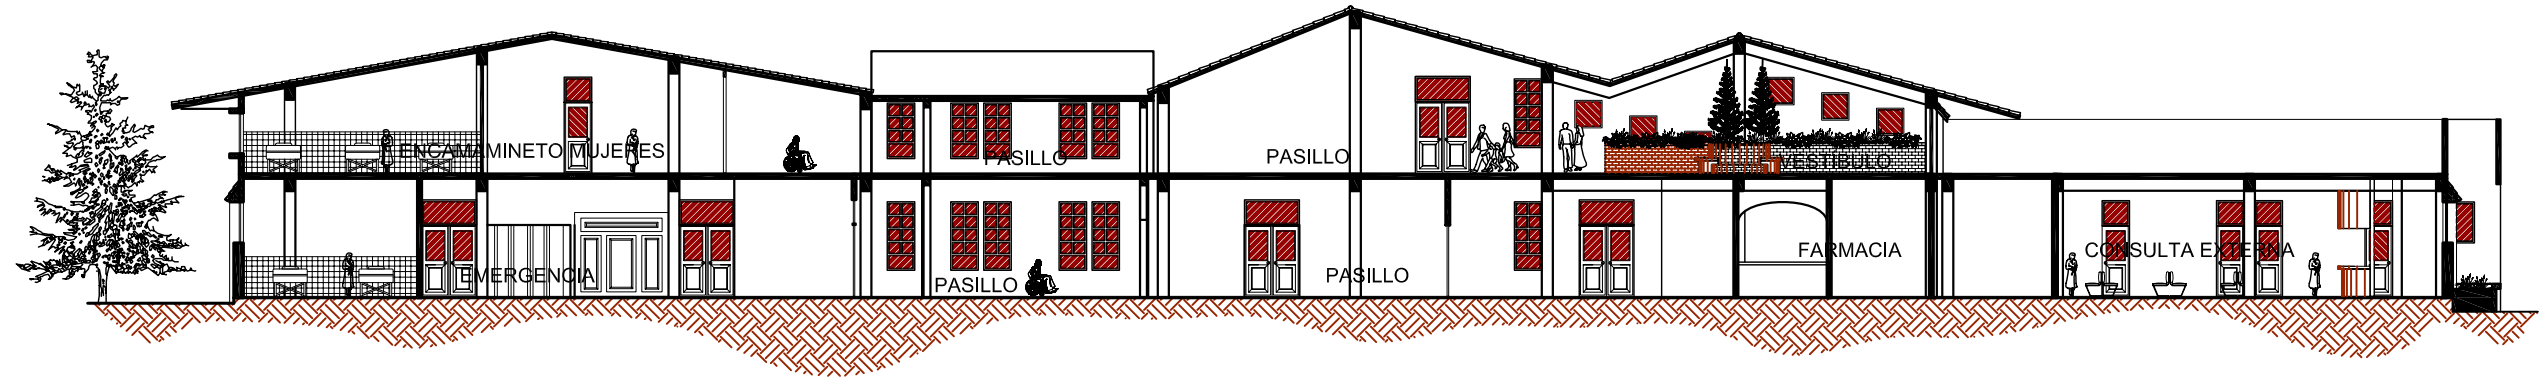 ENCAMAMINETO MUJERES
PASILLO
PASILLO
VESTIBULO
EMERGENCIA
PASILLO
PASILLO
FARMACIA
CONSULTA EXTERNA